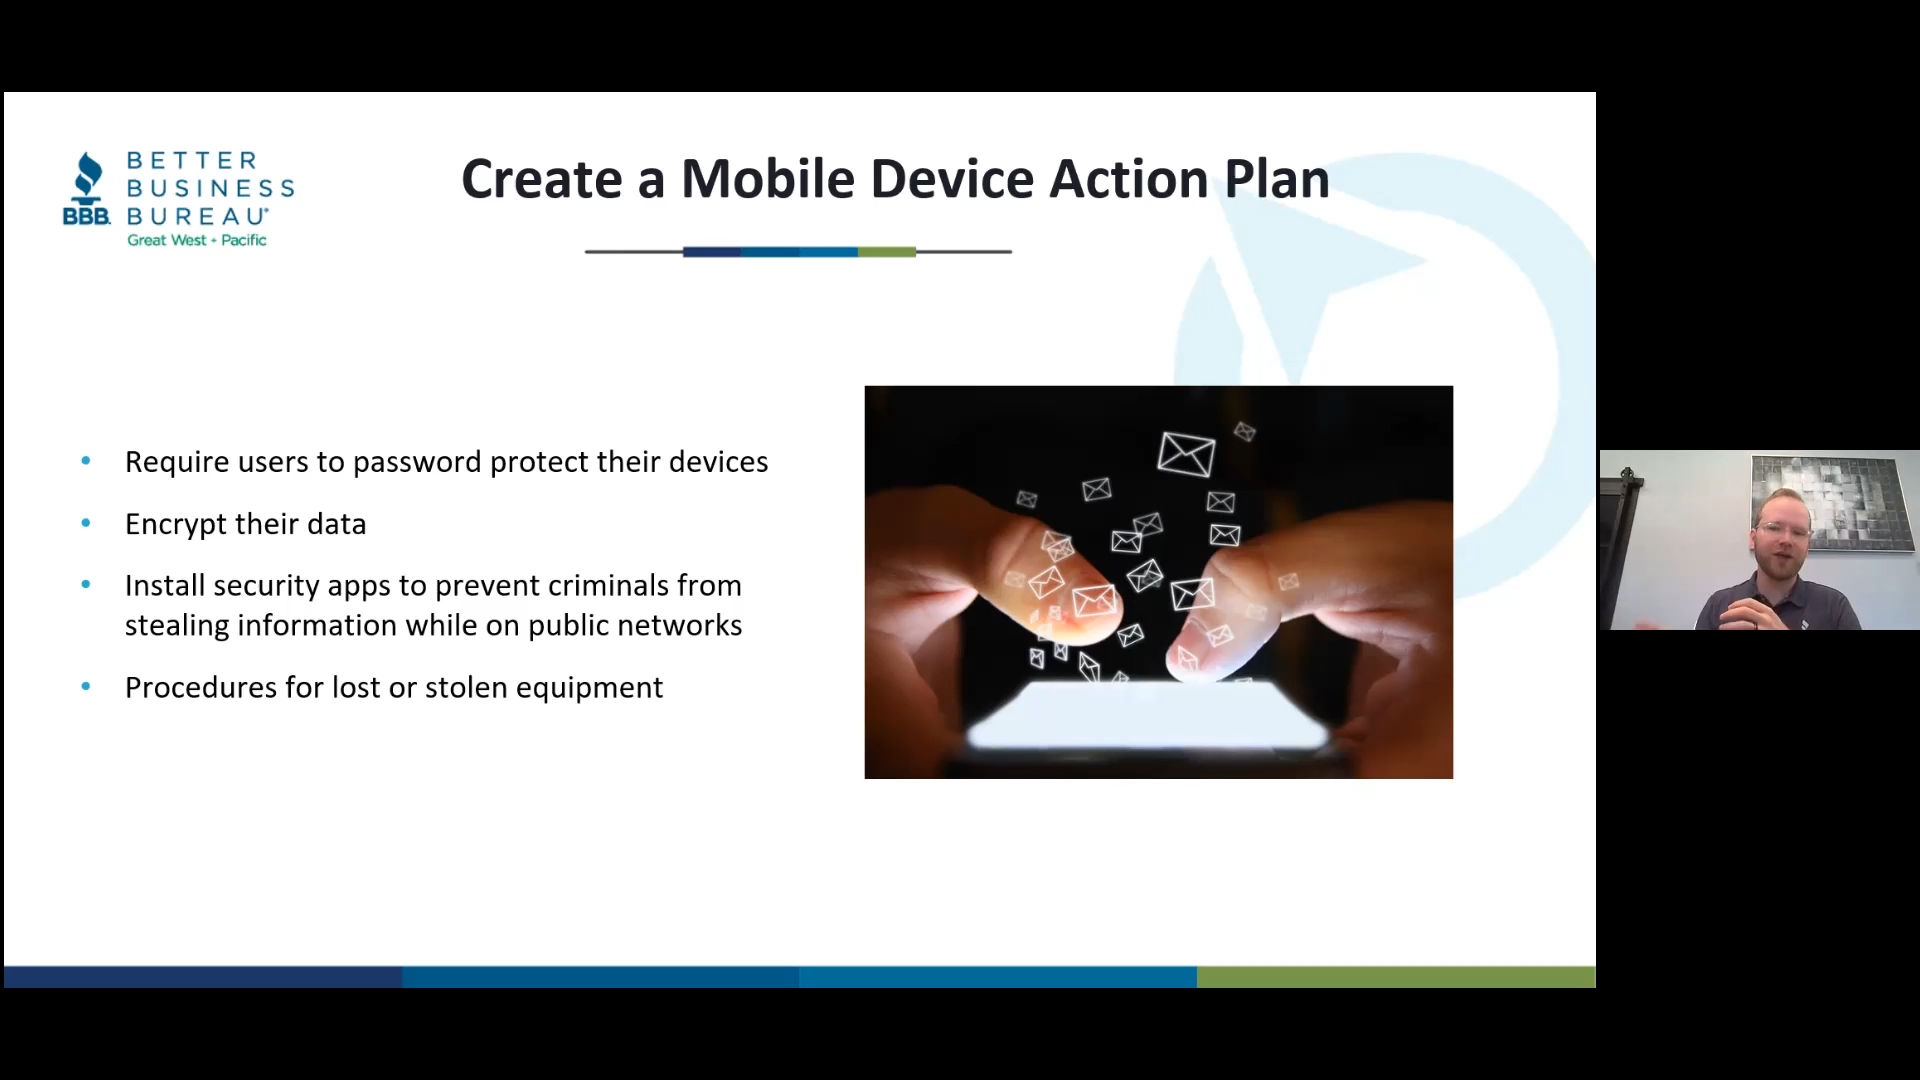 BETTER
BUSINESS
BBB. BUREAU®
Great West + Pacific
Create a Mobile Device Action Plan
• Require users to password protect their devices
• Encrypt their data
• Install security apps to prevent criminals from
stealing information while on public networks
• Procedures for lost or stolen equipment